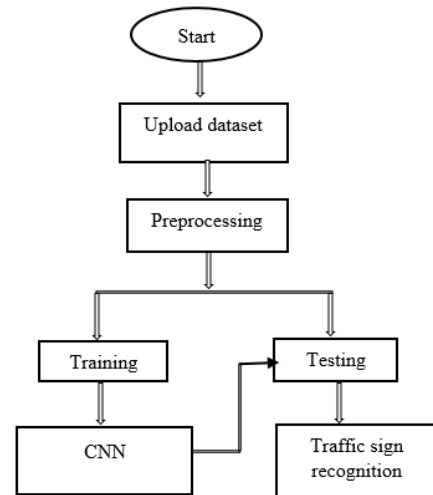 Start
Upload dataset
Preprocessing
Training
Testing
CNN
Traffic sign
recognition